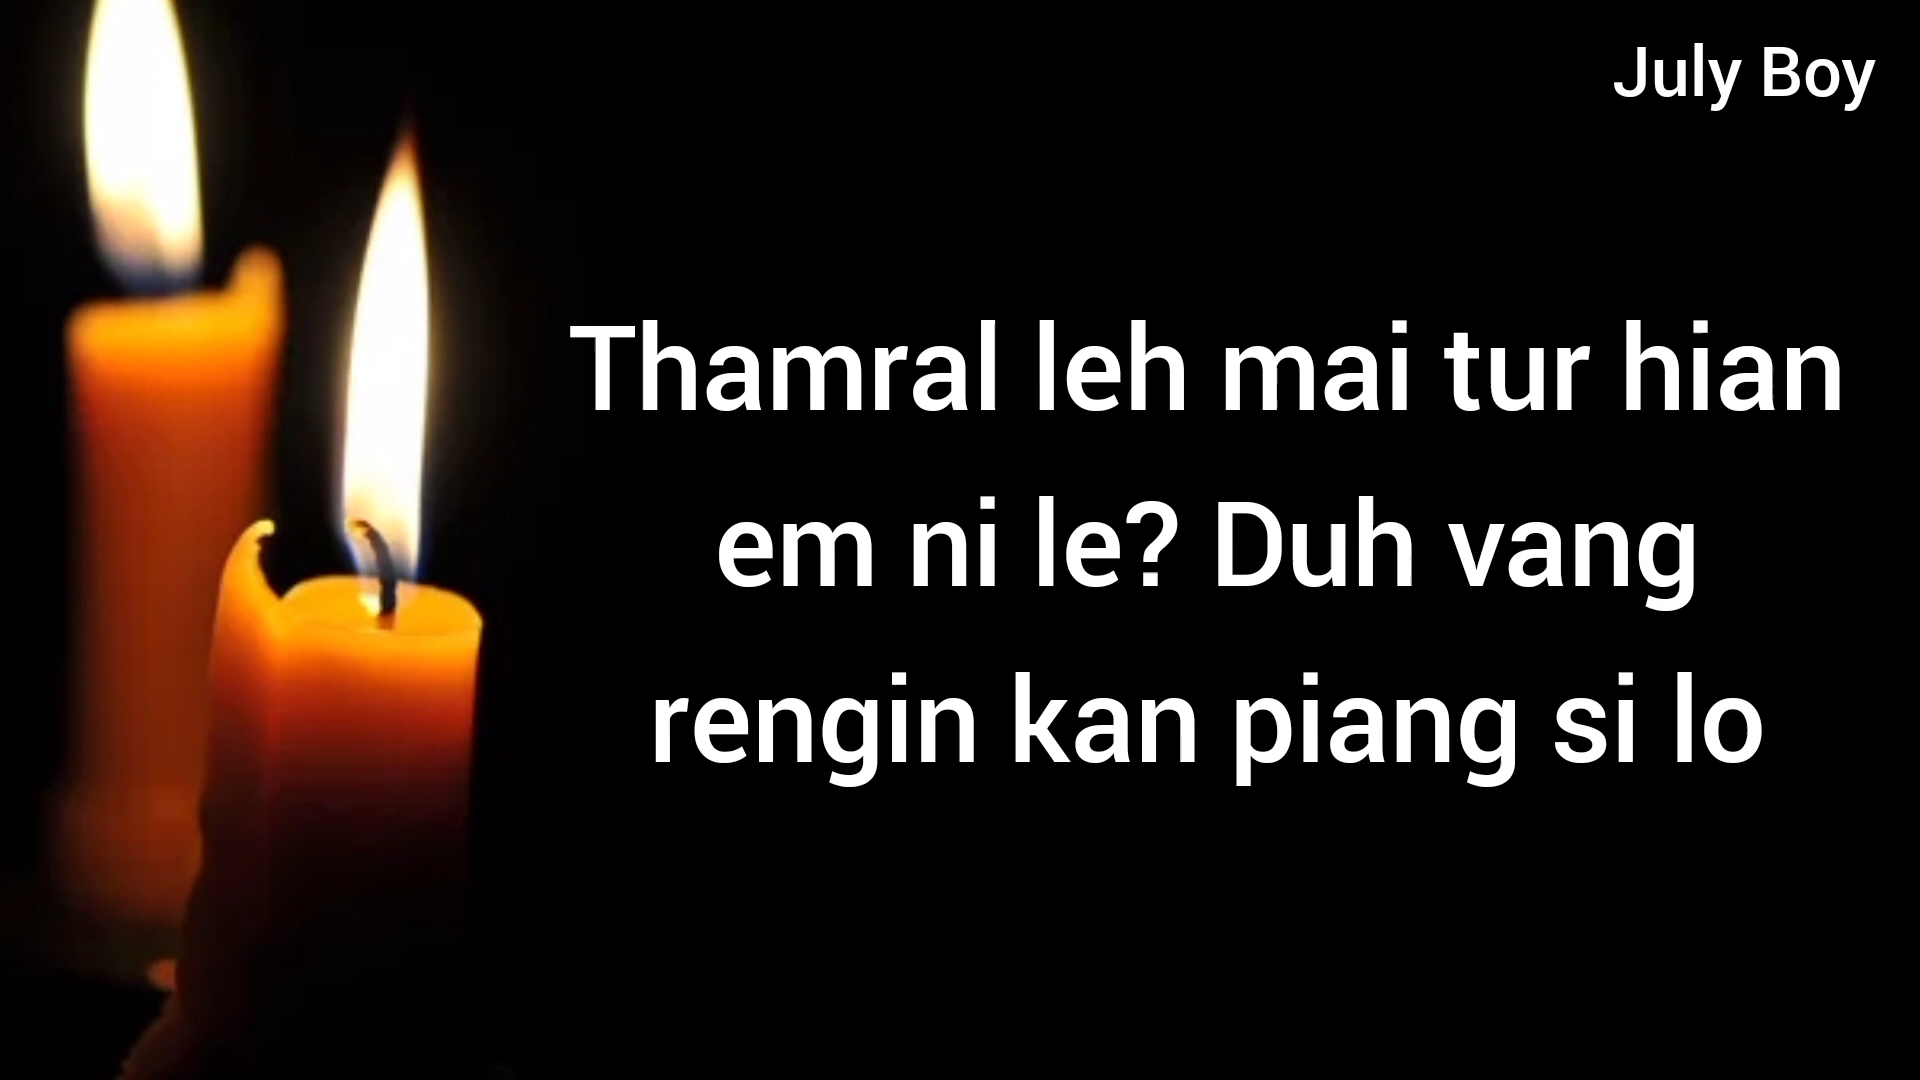 July Boy
Thamral leh mai tur hian
em ni le? Duh vang
rengin kan piang si lo